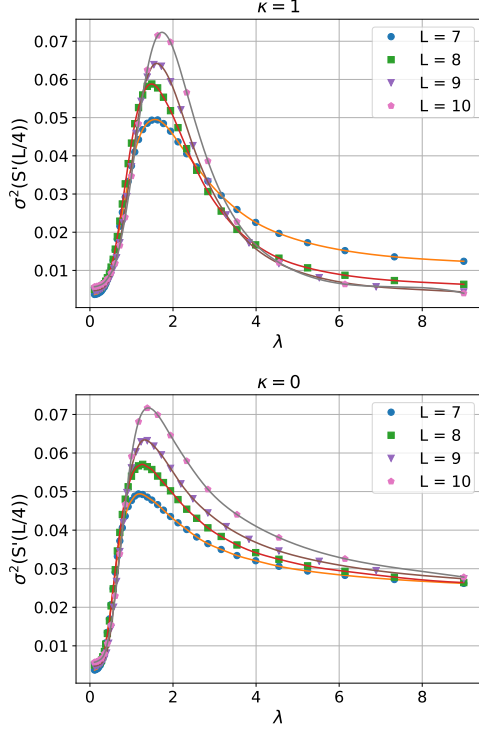 κ = 1
σ²(S'(L/4))
0.07
0.06
0.05
0.04
0.03
0.02
0.01
L = 7
L = 8
L = 9
L = 10
0 2 4 6 8
λ
κ = 0
σ²(S'(L/4))
0.07
0.06
0.05
0.04
0.03
0.02
0.01
L = 7
L = 8
L = 9
L = 10
0 2 4 6 8
λ